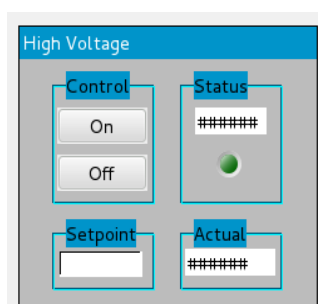 High Voltage
Control
On
Off
Status
######
Setpoint
Actual
######